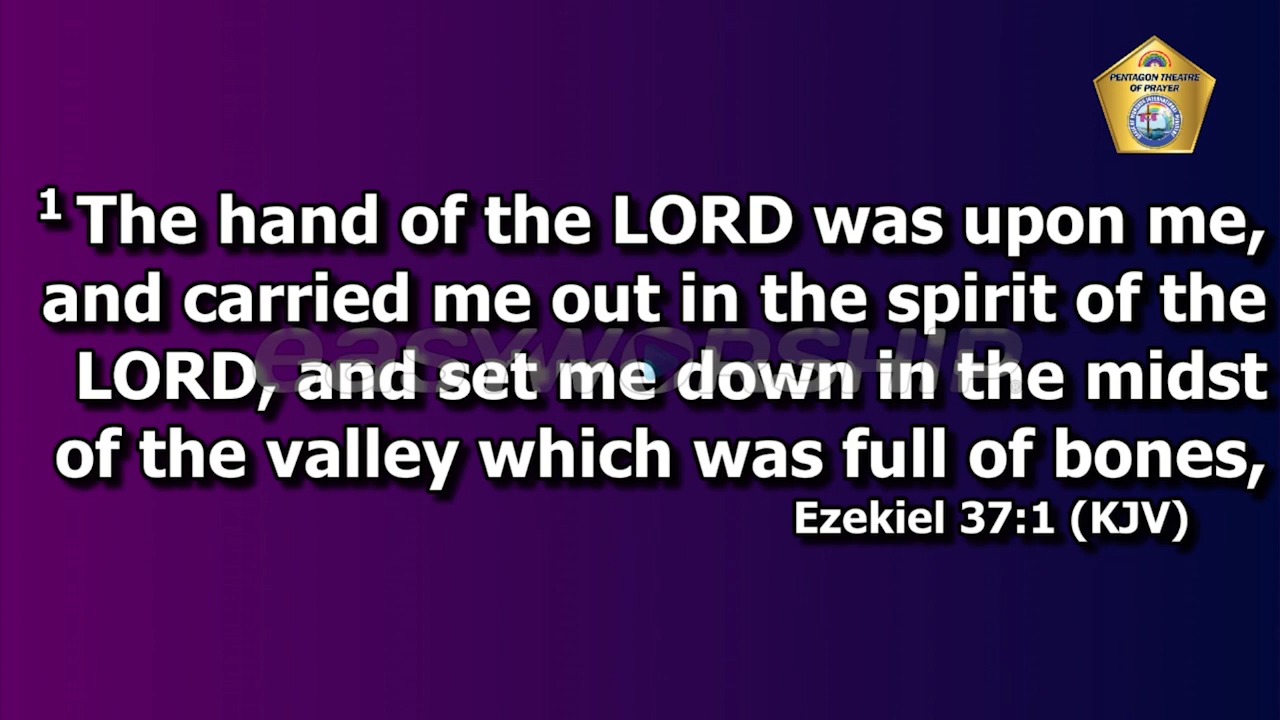 PENTAGON THEATRE
OF PRAYER
1 The hand of the LORD was upon me,
and carried me out in the spirit of the
LORD, and set me down in the midst
of the valley which was full of bones,
easyWORSHIP®
Ezekiel 37:1 (KJV)